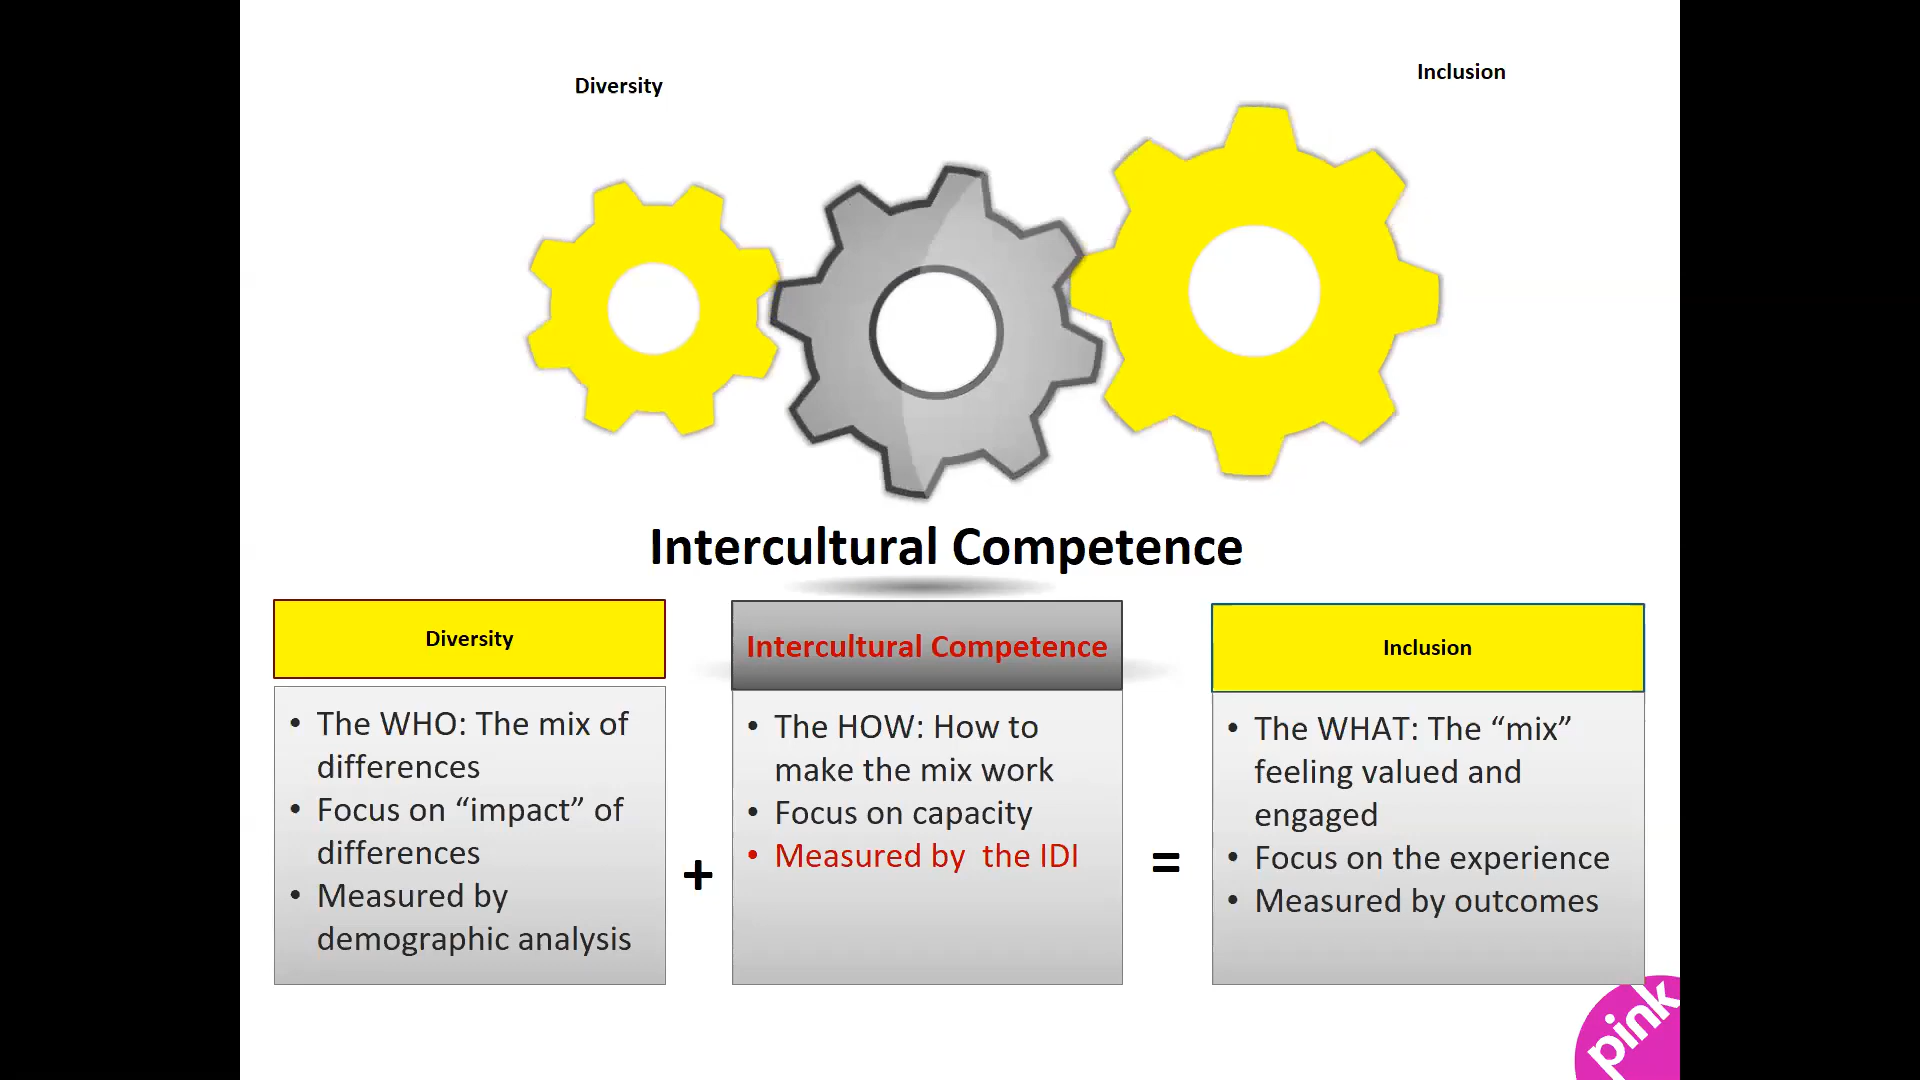 Diversity
Inclusion
Intercultural Competence
Diversity
• The WHO: The mix of
differences
• Focus on “impact” of
differences
• Measured by
demographic analysis
+
Intercultural Competence
• The HOW: How to
make the mix work
• Focus on capacity
• Measured by  the IDI
=
Inclusion
• The WHAT: The “mix”
feeling valued and
engaged
• Focus on the experience
• Measured by outcomes
pink